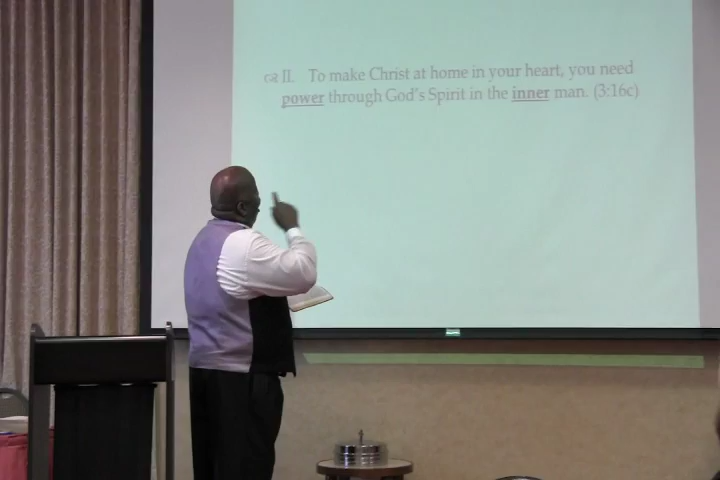 II. To make Christ at home in your heart, you need
power through God's Spirit in the inner man. (3:16c)